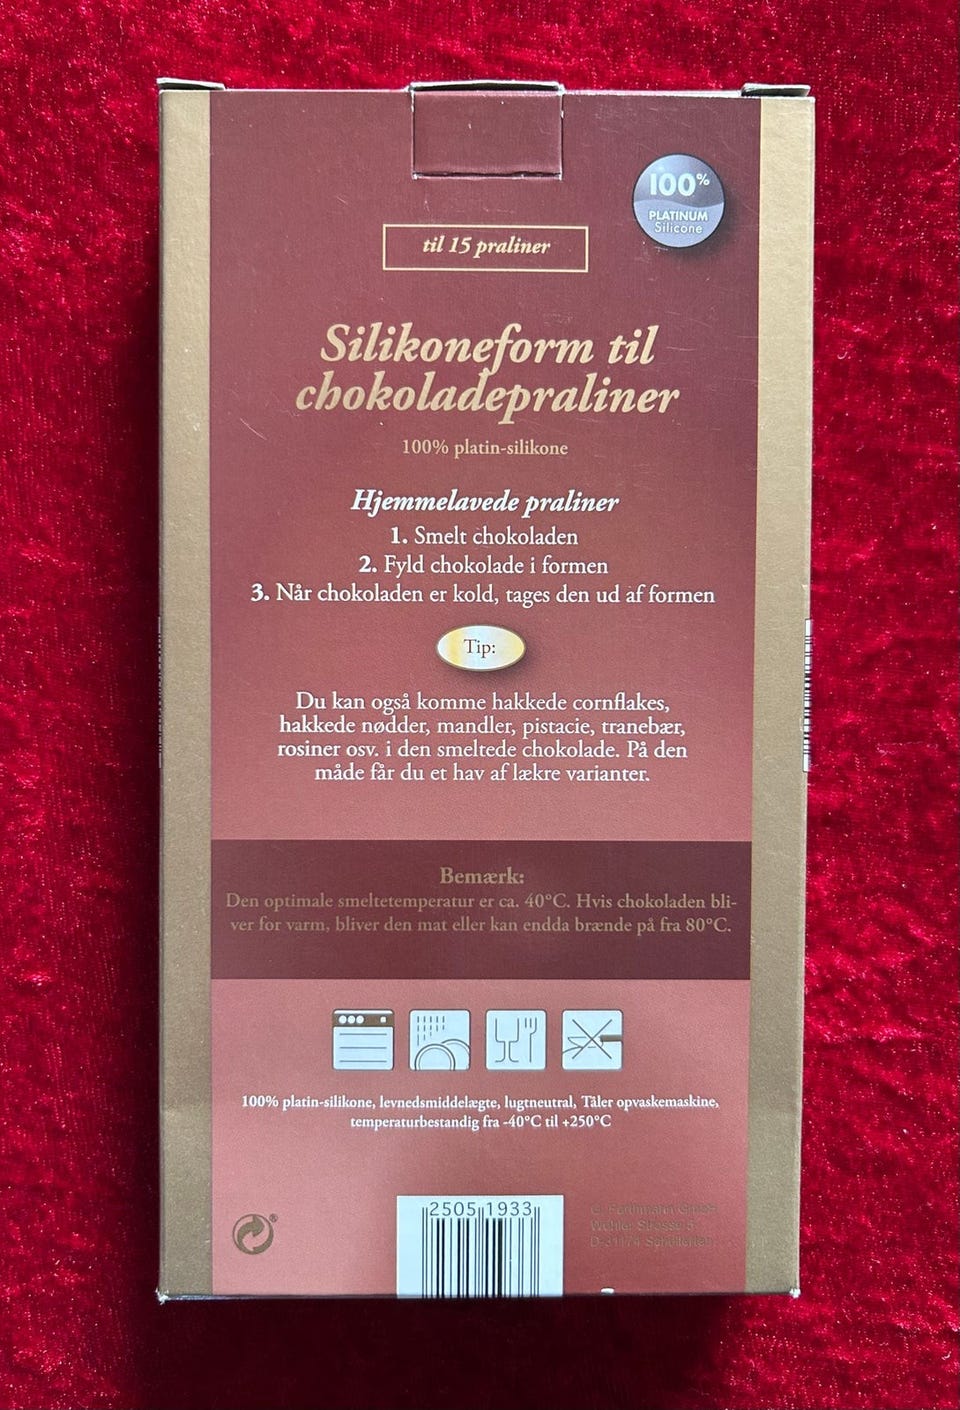 100%
PLATINUM
Silicone
til 15 praliner
Silikoneform til
chokoladepraliner
100% platin-silikone
Hjemmelavede praliner
1. Smelt chokoladen
2. Fyld chokolade i formen
3. Når chokoladen er kold, tages den ud af formen
Tip:
Du kan også komme hakkede cornflakes,
hakkede nødder, mandler, pistacie, tranebær,
rosiner osv. i den smeltede chokolade. På den
måde får du et hav af lækre varianter.
Bemærk:
Den optimale smeltetemperatur er ca. 40°C. Hvis chokoladen bli-
ver for varm, bliver den mat eller kan endda brænde på fra 80°C.
100% platin-silikone, levnedsmiddelægte, lugtneutral, Tåler opvaskemaskine,
temperaturbestandig fra -40°C til +250°C
2505 1933
®